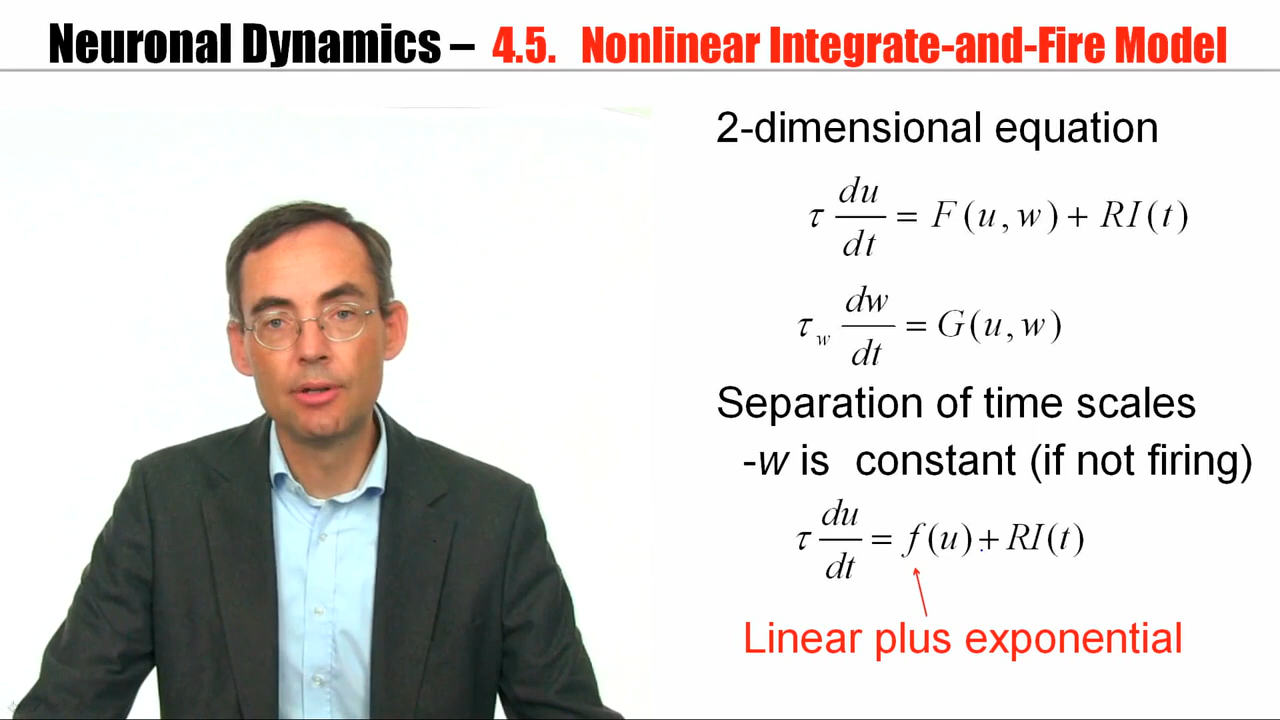 Neuronal Dynamics – 4.5. Nonlinear Integrate-and-Fire Model
2-dimensional equation
τ du/dt = F(u, w) + RI(t)
τ_w dw/dt = G(u, w)
Separation of time scales
-w is constant (if not firing)
τ du/dt = f(u) + RI(t)
Linear plus exponential